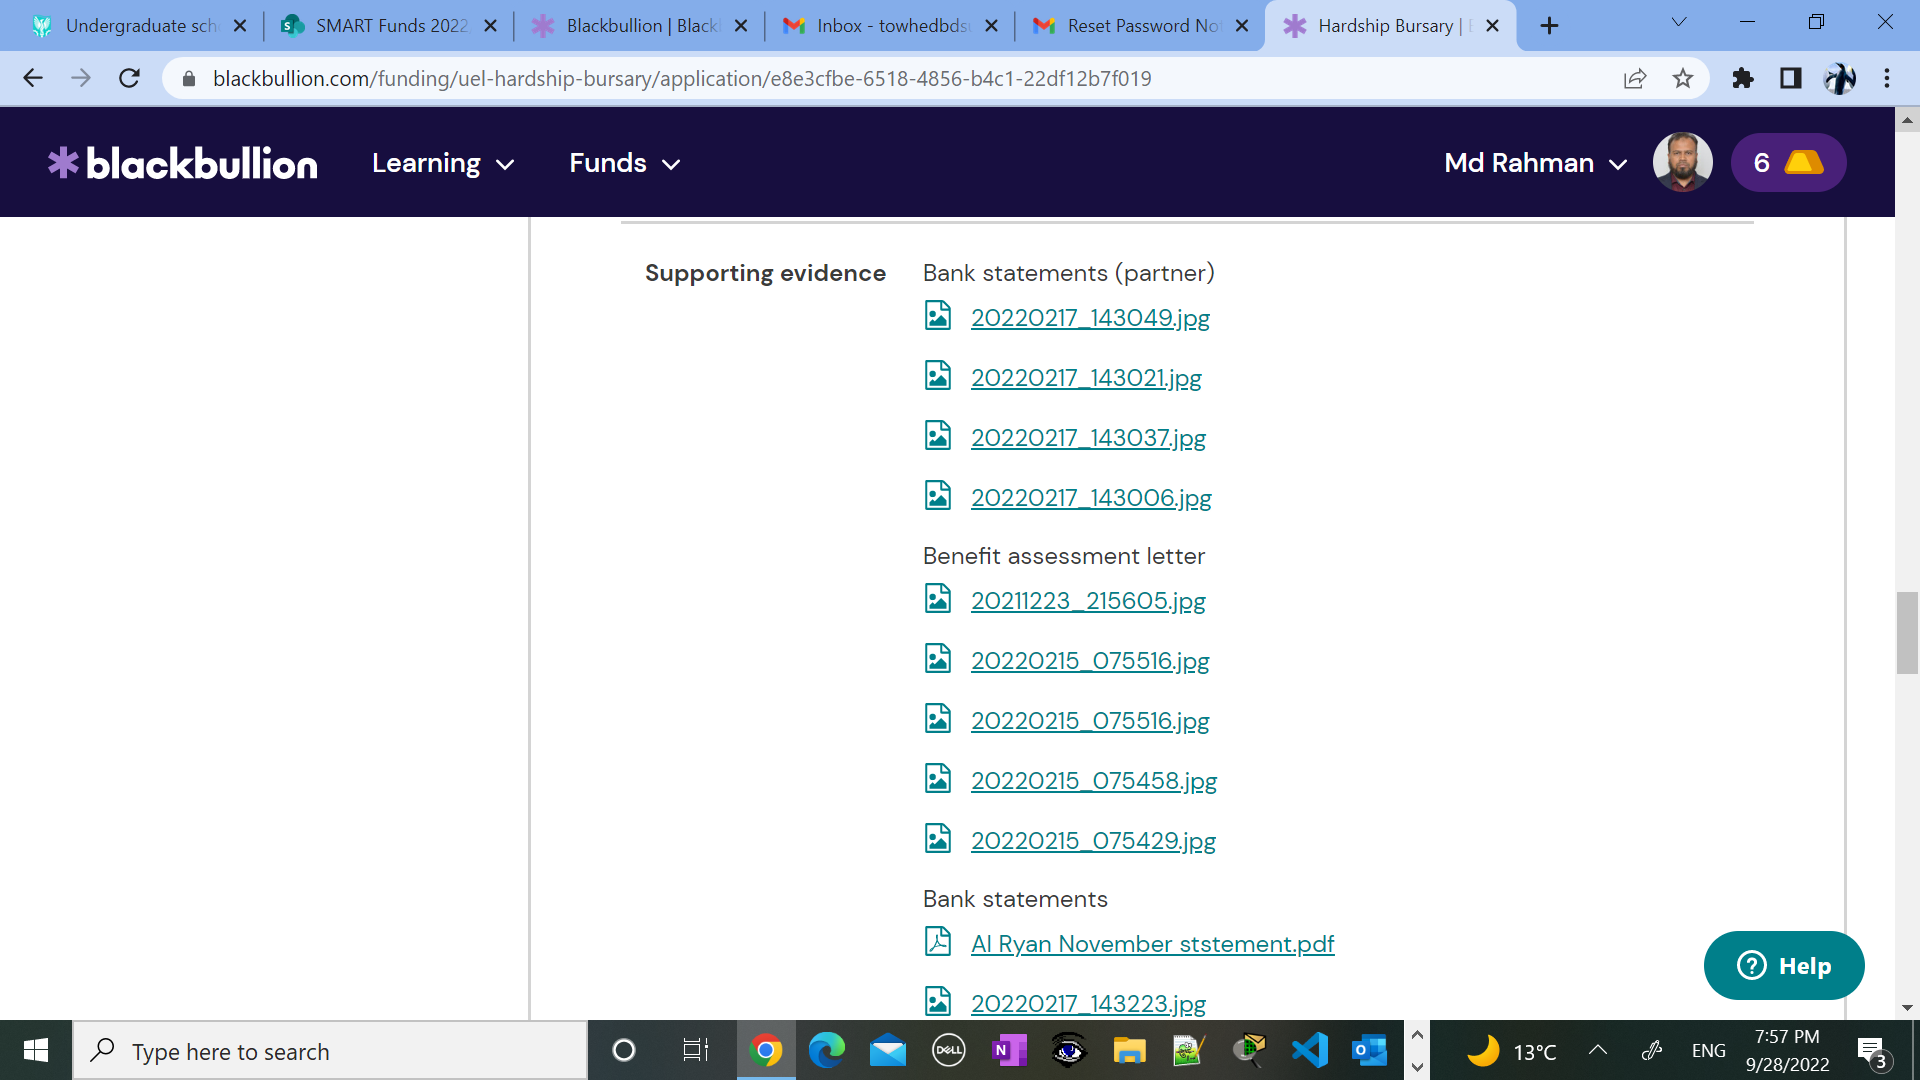 Undergraduate sch
SMART Funds 2022
Blackbullion | Black
Inbox - towhedbds
Reset Password Not
Hardship Bursary |
blackbullion.com/funding/uel-hardship-bursary/application/e8e3cfbe-6518-4856-b4c1-22df12b7f019
blackbullion
Learning
Funds
Md Rahman
6
Supporting evidence
Bank statements (partner)
20220217_143049.jpg
20220217_143021.jpg
20220217_143037.jpg
20220217_143006.jpg
Benefit assessment letter
20211223_215605.jpg
20220215_075516.jpg
20220215_075516.jpg
20220215_075458.jpg
20220215_075429.jpg
Bank statements
Al Ryan November ststement.pdf
20220217_143223.jpg
Help
Type here to search
DELL
13°C
ENG
7:57 PM
9/28/2022
3